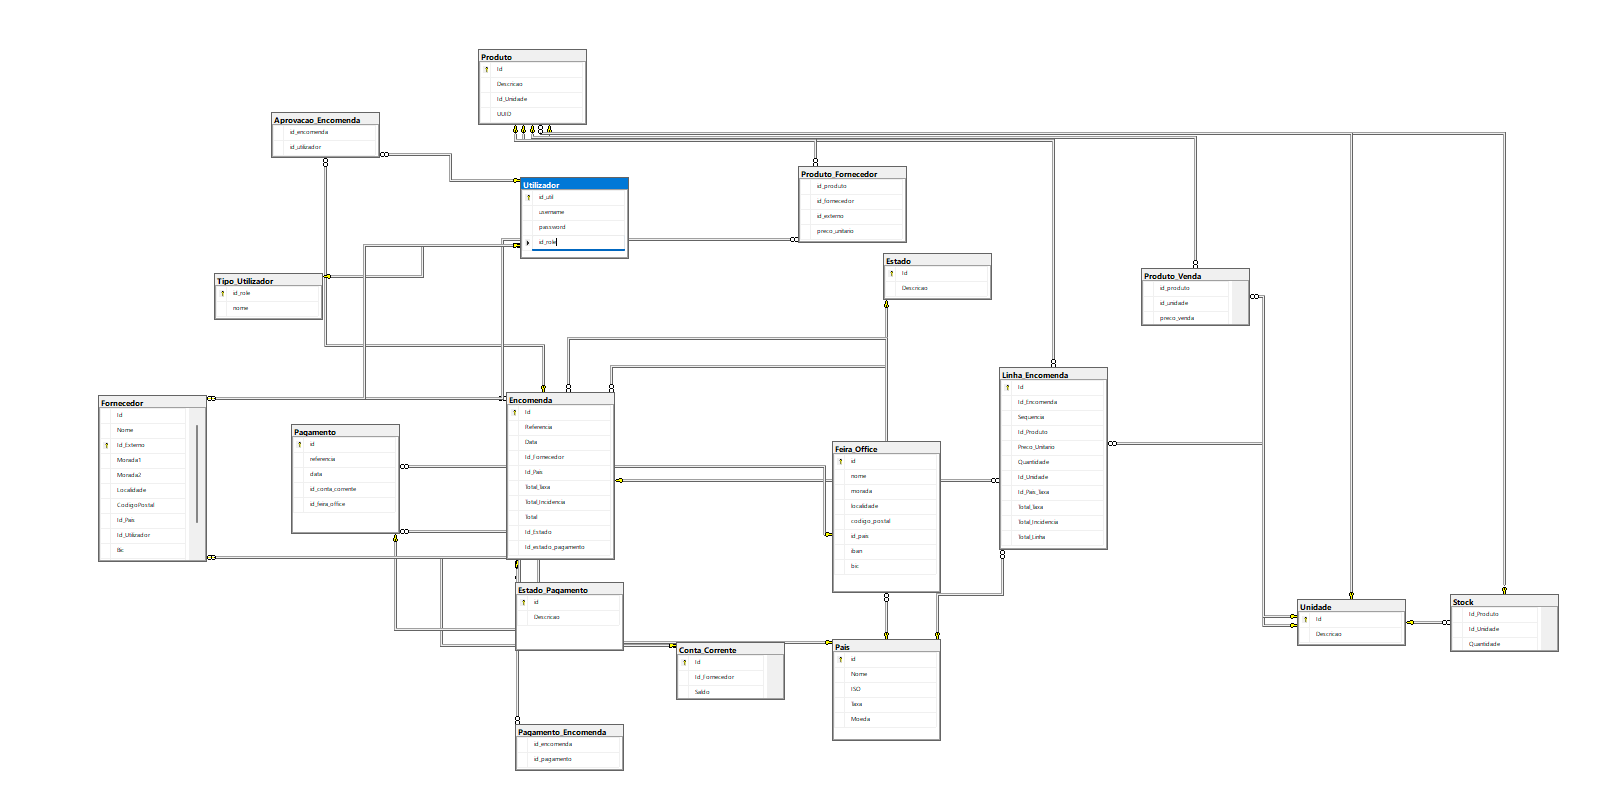 Produto
Id
Descricao
Id_Unidade
UUID
Aprovacao_Encomenda
id_encomenda
id_utilizador
Utilizador
id_util
username
password
id_role
Produto_Fornecedor
id_produto
id_fornecedor
id_externo
preco_unitario
Estado
Id
Descricao
Tipo_Utilizador
id_role
nome
Produto_Venda
id_produto
id_unidade
preco_venda
Fornecedor
Id
Nome
Id_Externo
Morada1
Morada2
Localidade
CodigoPostal
Id_Pais
Id_Utilizador
Bic
Pagamento
id
referencia
data
id_conta_corrente
id_feira_office
Encomenda
Id
Referencia
Data
Id_Fornecedor
Id_Pais
Total_Taxa
Total_Incidencia
Total
Id_Estado
Id_estado_pagamento
Feira_Office
id
nome
morada
localidade
codigo_postal
id_pais
iban
bic
Linha_Encomenda
Id
Id_Encomenda
Sequencia
Id_Produto
Preco_Unitario
Quantidade
Id_Unidade
Id_Pais_Taxa
Total_Taxa
Total_Incidencia
Total_Linha
Estado_Pagamento
id
Descricao
Conta_Corrente
Id
Id_Fornecedor
Saldo
Pais
id
Nome
ISO
Taxa
Moeda
Unidade
Id
Descricao
Stock
Id_Produto
Id_Unidade
Quantidade
Pagamento_Encomenda
id_encomenda
id_pagamento